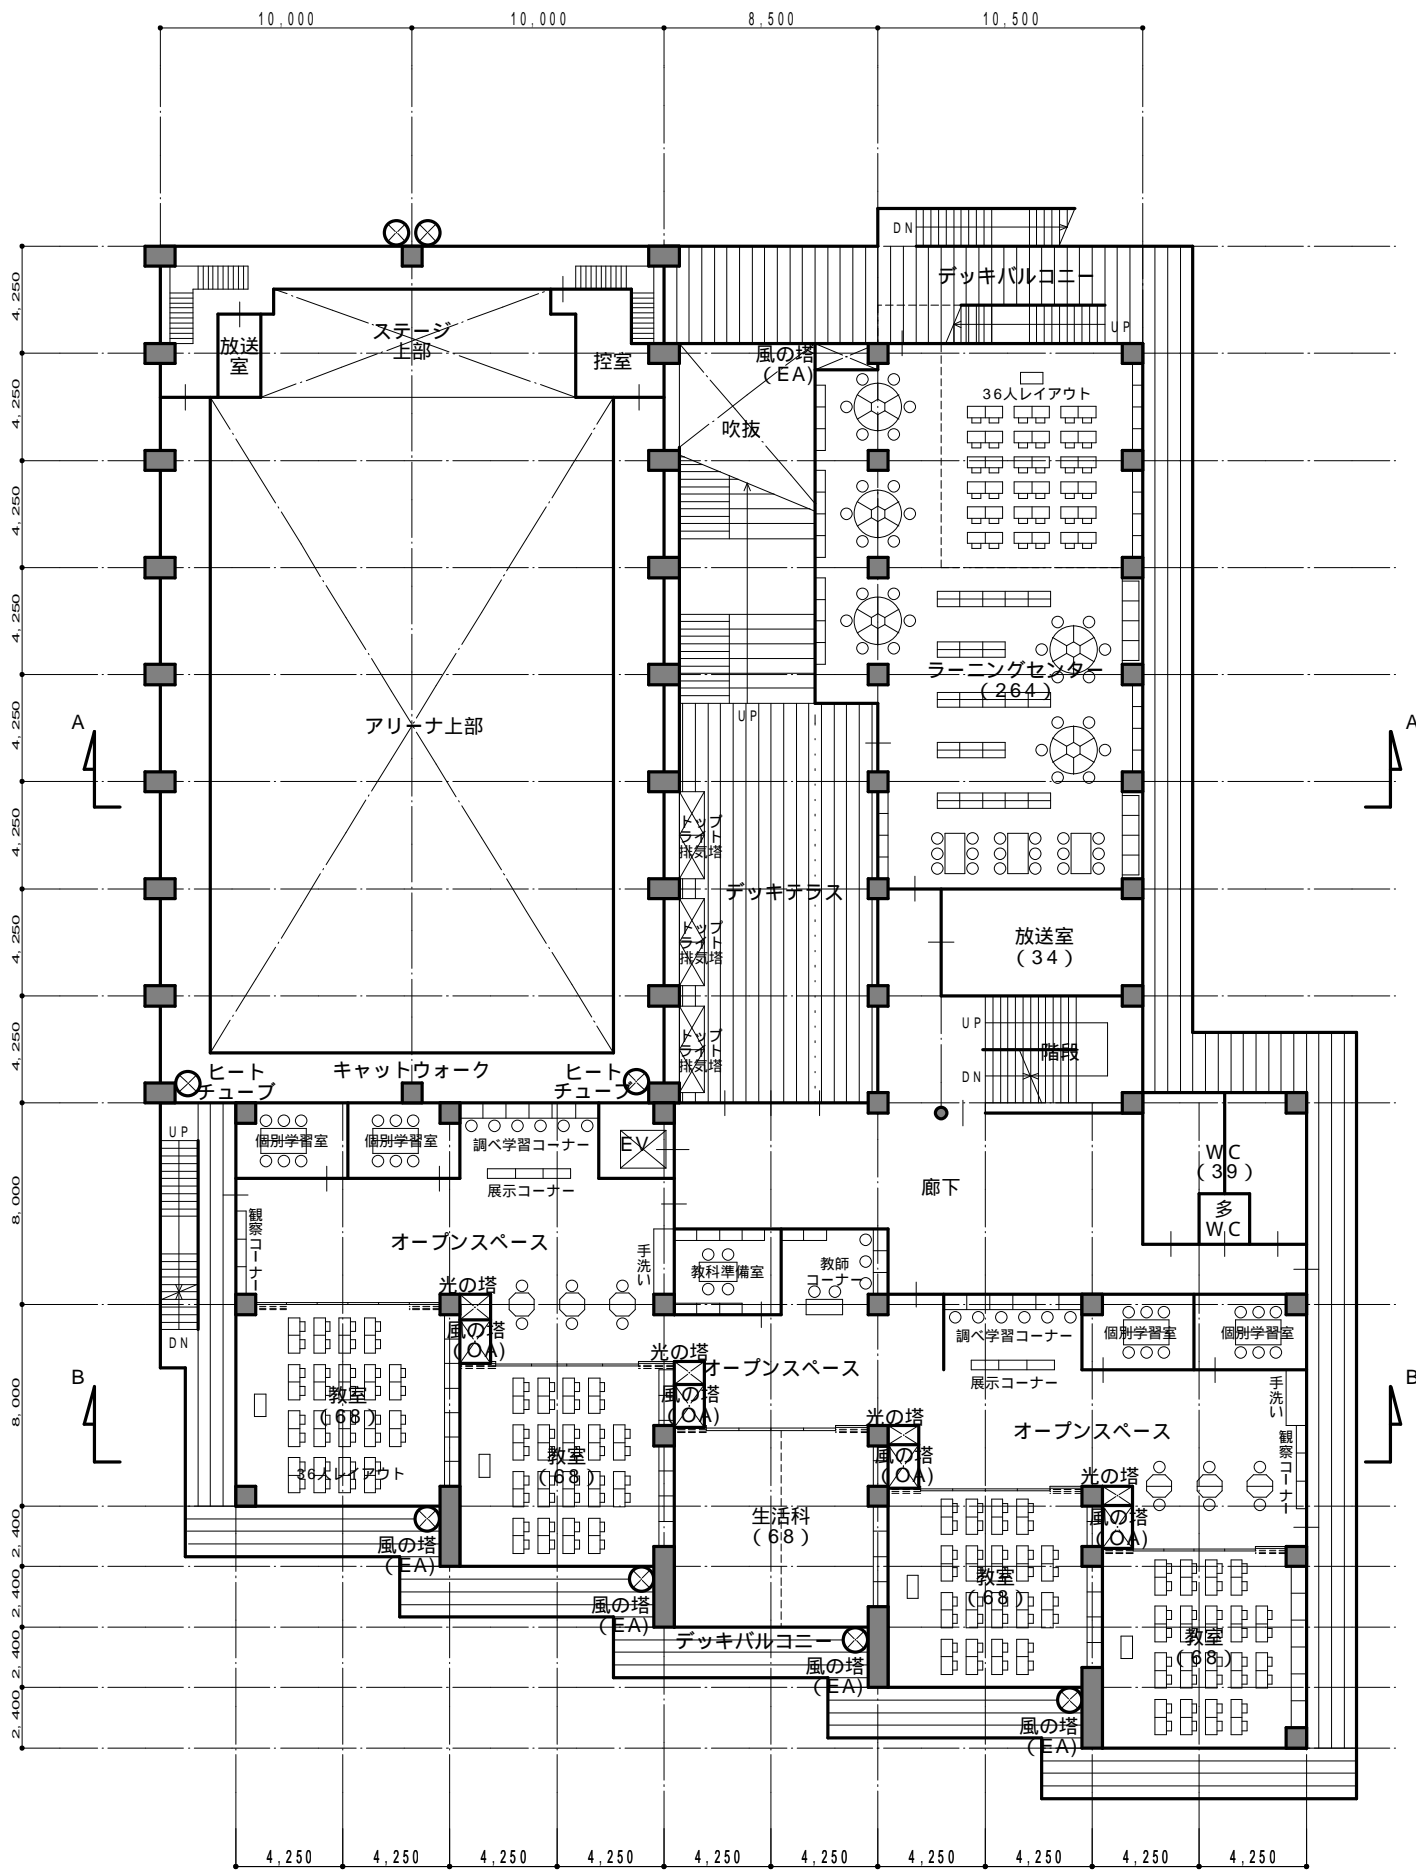 10,000
10,000
8,500
10,500
DN
デッキバルコニー
UP
4,250
4,250
4,250
4,250
4,250
4,250
4,250
4,250
8,000
8,000
2,400
2,400
2,400
2,400
放送
室
ステージ
上部
控室
風の塔
(EA)
吹抜
36人レイアウト
ラーニングセンター
(264)
アリーナ上部
UP
A
A
トップ
ライト
排気塔
トップ
ライト
排気塔
トップ
ライト
排気塔
デッキテラス
放送室
(34)
UP
階段
DN
ヒート
チューブ
キャットウォーク
ヒート
チューブ
UP
DN
個別学習室
個別学習室
調べ学習コーナー
展示コーナー
EV
廊下
WC
(39)
多
WC
観察コーナー
オープンスペース
手洗い
教科準備室
教師
コーナー
光の塔
風の塔
(OA)
光の塔
風の塔
(OA)
オープンスペース
調べ学習コーナー
展示コーナー
個別学習室
個別学習室
手洗い
観察コーナー
B
B
教室
(68)
36人レイアウト
教室
(68)
光の塔
風の塔
(OA)
オープンスペース
光の塔
風の塔
(OA)
生活科
(68)
風の塔
(EA)
風の塔
(EA)
デッキバルコニー
風の塔
(EA)
教室
(68)
教室
(68)
風の塔
(EA)
4,250
4,250
4,250
4,250
4,250
4,250
4,250
4,250
4,250
4,250